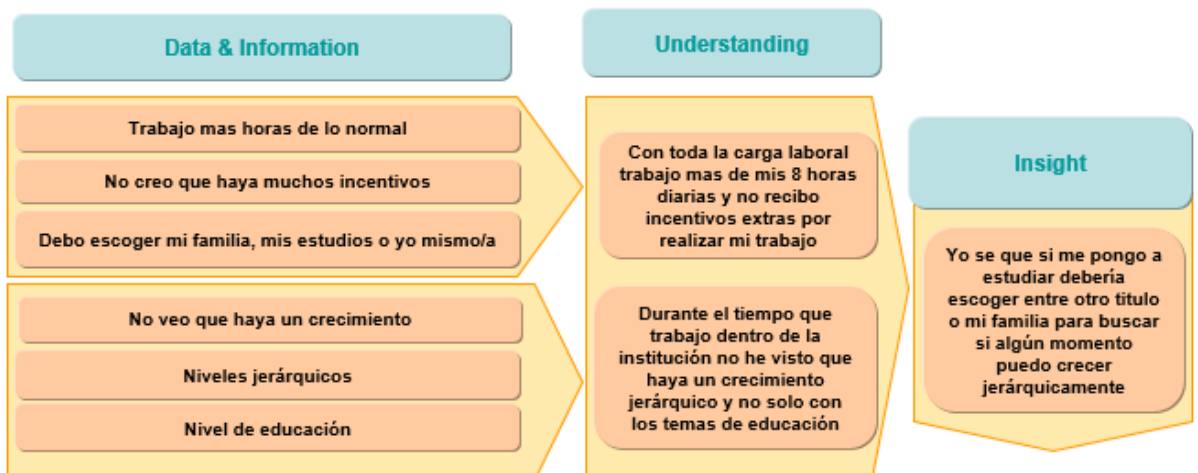 Data & Information
Trabajo mas horas de lo normal
No creo que haya muchos incentivos
Debo escoger mi familia, mis estudios o yo mismo/a
No veo que haya un crecimiento
Niveles jerárquicos
Nivel de educación
Understanding
Con toda la carga laboral
trabajo mas de mis 8 horas
diarias y no recibo
incentivos extras por
realizar mi trabajo
Durante el tiempo que
trabajo dentro de la
institución no he visto que
haya un crecimiento
jerárquico y no solo con
los temas de educación
Insight
Yo se que si me pongo a
estudiar debería
escoger entre otro titulo
o mi familia para buscar
si algún momento
puedo crecer
jerárquicamente